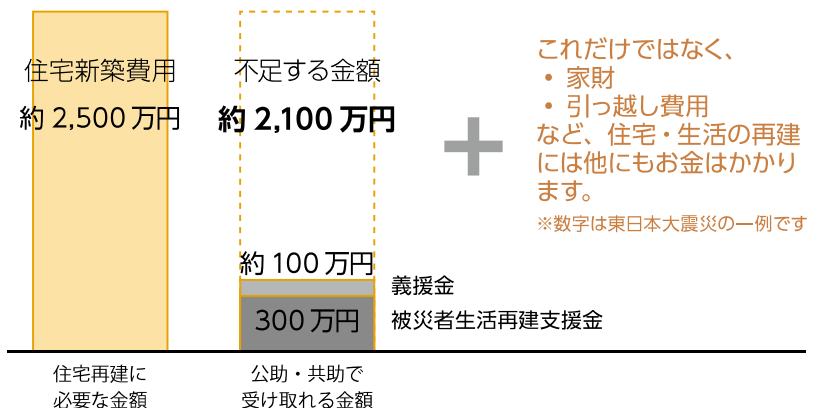 住宅新築費用
約 2,500 万円
不足する金額
約 2,100 万円
約 100 万円
義援金
300 万円
被災者生活再建支援金
住宅再建に
必要な金額
公助・共助で
受け取れる金額
+
これだけではなく、
・ 家財
・ 引っ越し費用
など、住宅・生活の再建
には他にもお金はかかり
ます。
※数字は東日本大震災の一例です